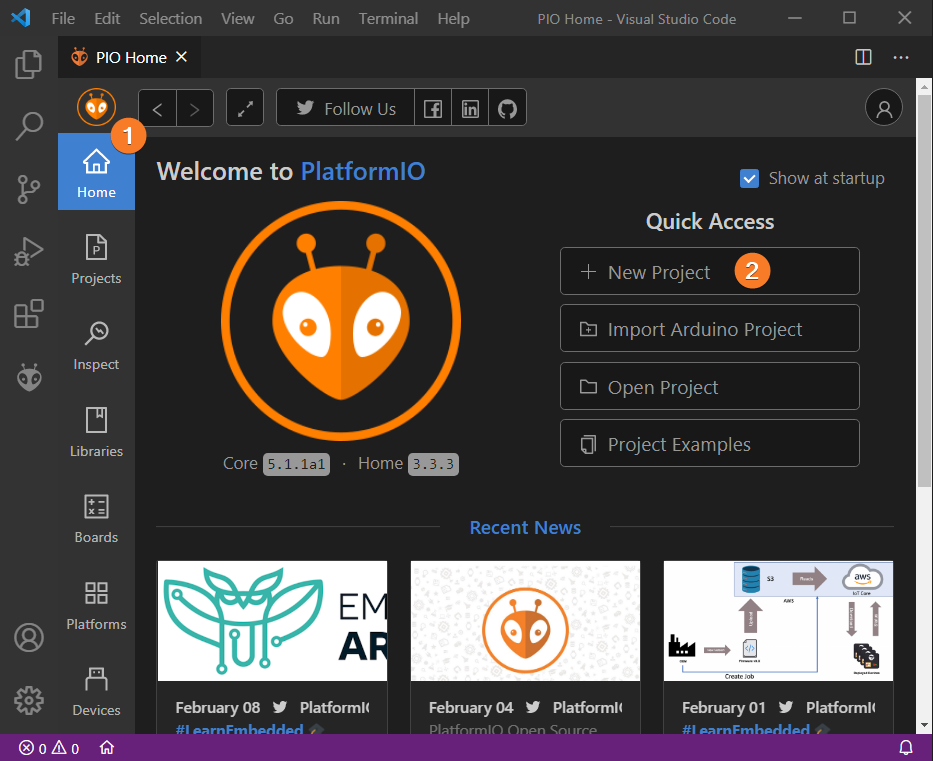 File Edit Selection View Go Run Terminal Help PIO Home - Visual Studio Code
PIO Home
Follow Us
1
Home
Projects
Inspect
Libraries
Boards
Platforms
Devices
Welcome to PlatformIO
Show at startup
Quick Access
New Project 2
Import Arduino Project
Open Project
Project Examples
Core 5.1.1a1 · Home 3.3.3
Recent News
EM
AR
S3
AWS
aws
IoT Core
Create Job
February 08 PlatformIO
#LearnEmbedded
February 04 PlatformIO
PlatformIO Open Source
February 01 PlatformIO
#LearnEmbedded
0 0